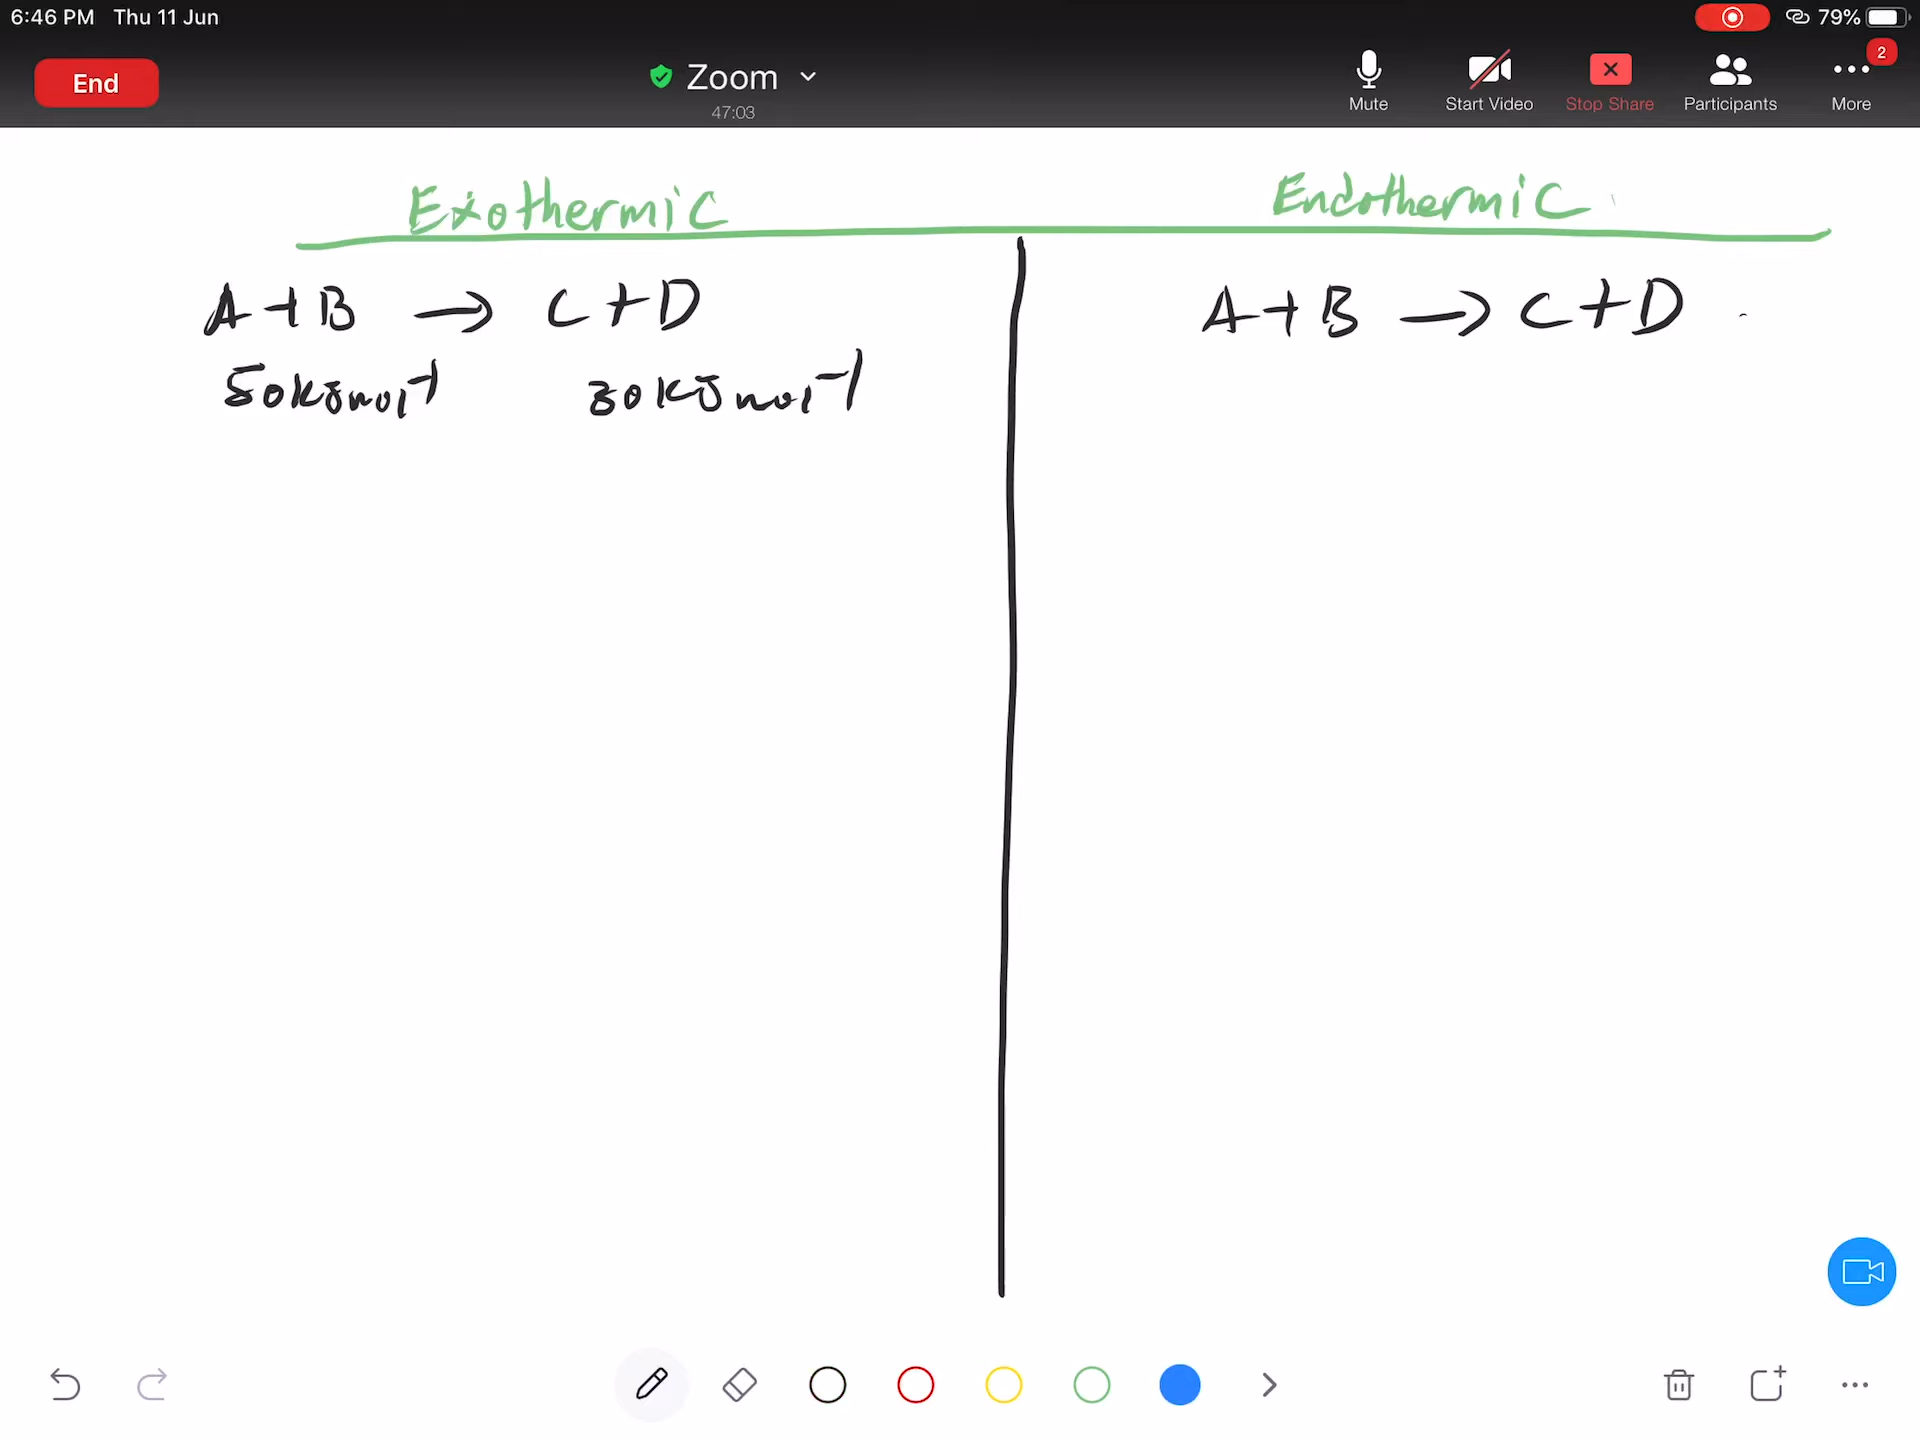 6:46 PM Thu 11 Jun
79%
End
Zoom
47:03
Mute
Start Video
Stop Share
Participants
2
More
Exothermic
Endothermic
A+B → C+D
A+B → C+D
50KJmol⁻¹ 30KJmol⁻¹